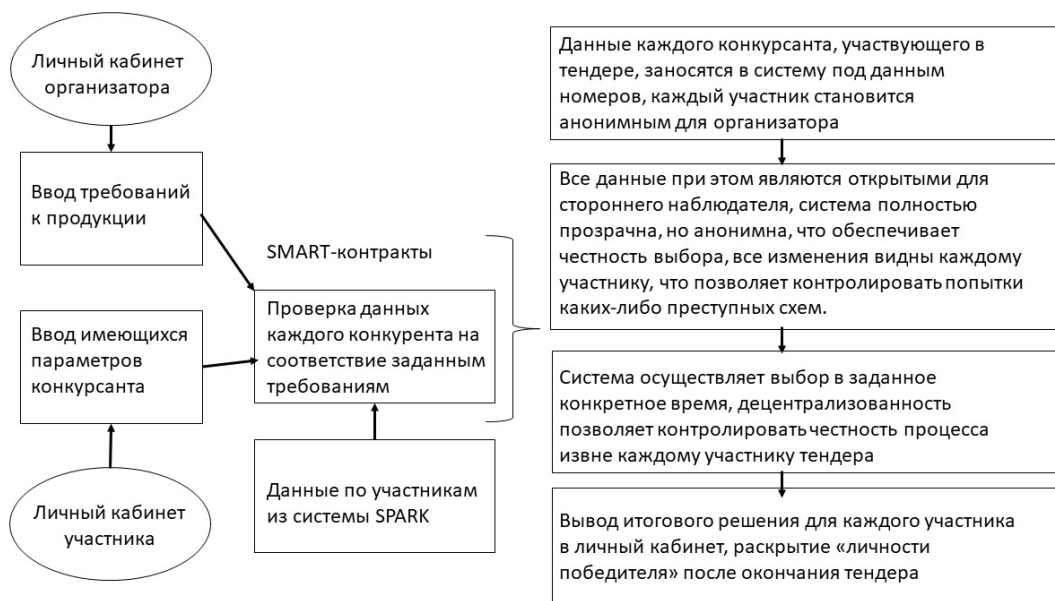 Личный кабинет
организатора
Ввод требований
к продукции
Ввод имеющихся
параметров
конкурсанта
Личный кабинет
участника
SMART-контракты
Проверка данных
каждого конкурента на
соответствие заданным
требованиям
Данные по участникам
из системы SPARK
Данные каждого конкурсанта, участвующего в
тендере, заносятся в систему под данным
номеров, каждый участник становится
анонимным для организатора
Все данные при этом являются открытыми для
стороннего наблюдателя, система полностью
прозрачна, но анонимна, что обеспечивает
честность выбора, все изменения видны каждому
участнику, что позволяет контролировать попытки
каких-либо преступных схем.
Система осуществляет выбор в заданное
конкретное время, децентрализованность
позволяет контролировать честность процесса
извне каждому участнику тендера
Вывод итогового решения для каждого участника
в личный кабинет, раскрытие «личности
победителя» после окончания тендера